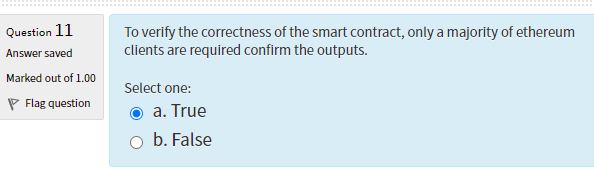 Question 11
Answer saved
Marked out of 1.00
Flag question
To verify the correctness of the smart contract, only a majority of ethereum
clients are required confirm the outputs.
Select one:
a. True
b. False